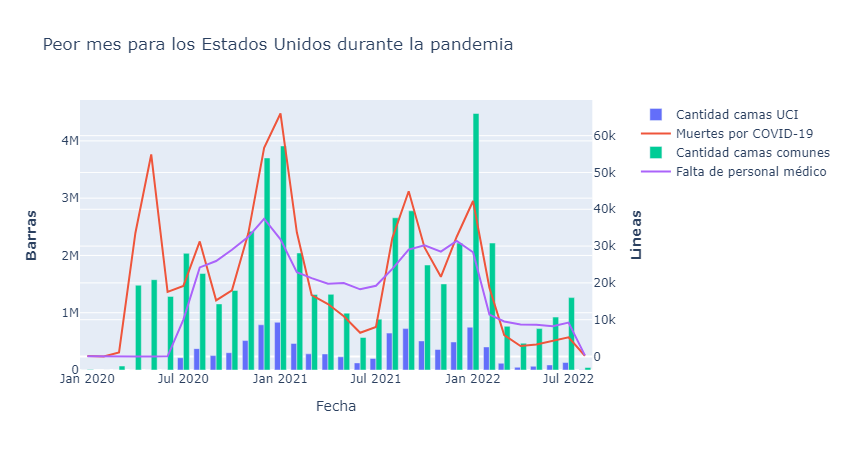 Peor mes para los Estados Unidos durante la pandemia
Cantidad camas UCI
Muertes por COVID-19
Cantidad camas comunes
Falta de personal médico
4M
3M
2M
1M
0
60k
50k
40k
30k
20k
10k
0
Barras
Líneas
Jan 2020
Jul 2020
Jan 2021
Jul 2021
Jan 2022
Jul 2022
Fecha